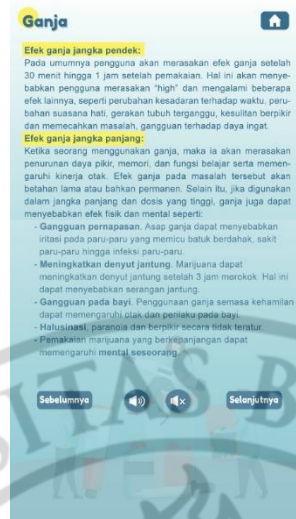 Ganja
Efek ganja jangka pendek:
Pada umumnya pengguna akan merasakan efek ganja setelah
30 menit hingga 1 jam setelah pemakaian. Hal ini akan menye-
babkan pengguna merasakan "high" dan mengalami beberapa
efek lainnya, seperti perubahan kesadaran terhadap waktu, peru-
bahan suasana hati, gerakan tubuh terganggu, kesulitan berpikir
dan memecahkan masalah, gangguan terhadap daya ingat.
Efek ganja jangka panjang:
Ketika seorang menggunakan ganja, maka ia akan merasakan
penurunan daya pikir, memori, dan fungsi belajar serta memen-
garuhi kinerja otak. Efek ganja pada masalah tersebut akan
betahan lama atau bahkan permanen. Selain itu, jika digunakan
dalam jangka panjang dan dosis yang tinggi, ganja juga dapat
menyebabkan efek fisik dan mental seperti:
- Gangguan pernapasan. Asap ganja dapat menyebabkan
iritasi pada paru-paru yang memicu batuk berdahak, sakit
paru-paru hingga infeksi paru-paru.
- Meningkatkan denyut jantung. Marijuana dapat
meningkatkan denyut jantung setelah 3 jam merokok. Hal ini
dapat menyebabkan serangan jantung.
- Gangguan pada bayi. Penggunaan ganja semasa kehamilan
dapat memengaruhi otak dan perilaku pada bayi.
- Halusinasi, paranoia dan berpikir secara tidak teratur.
- Pemakaian marijuana yang berkepanjangan dapat
memengaruhi mental seseorang.
Sebelumnya
Selanjutnya